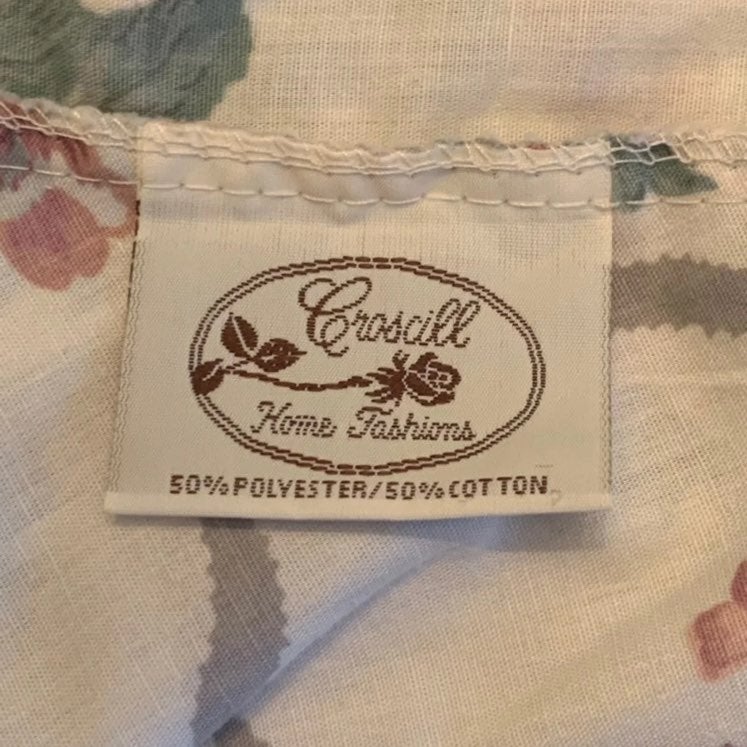 Croscill
Home Fashions
50% POLYESTER/50% COTTON